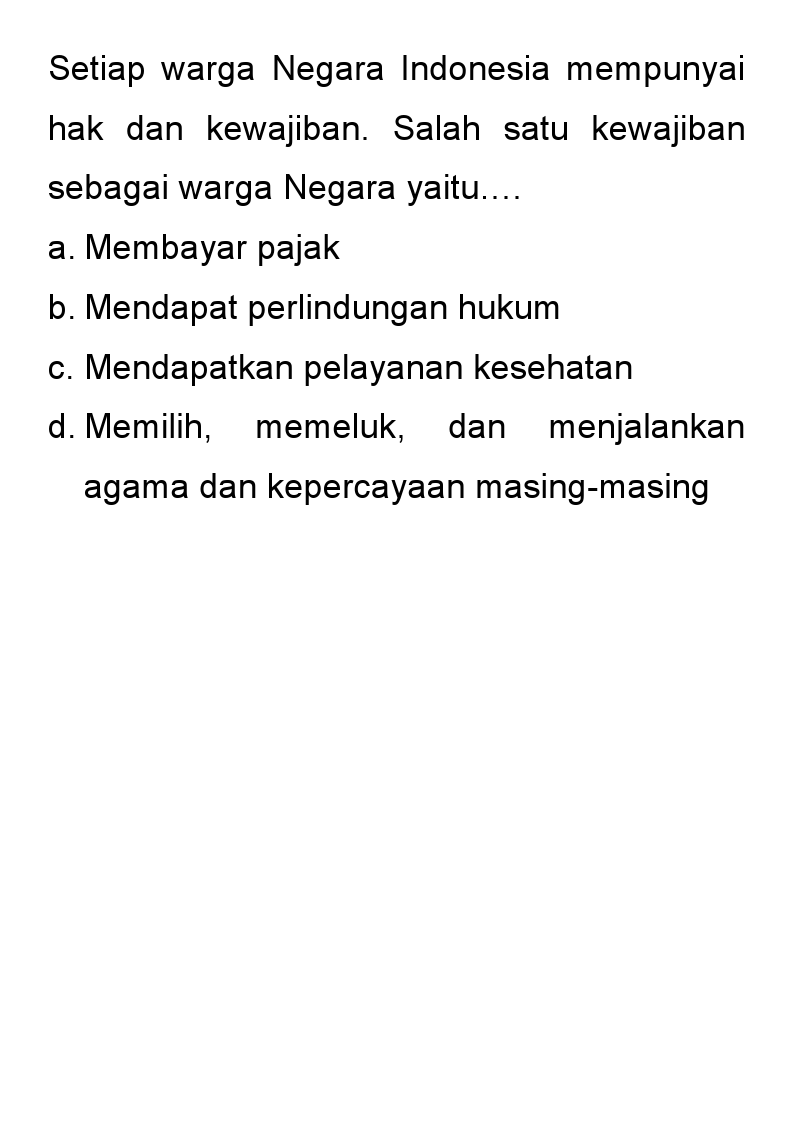 Setiap warga Negara Indonesia mempunyai
hak dan kewajiban. Salah satu kewajiban
sebagai warga Negara yaitu….
a. Membayar pajak
b. Mendapat perlindungan hukum
c. Mendapatkan pelayanan kesehatan
d. Memilih, memeluk, dan menjalankan
agama dan kepercayaan masing-masing